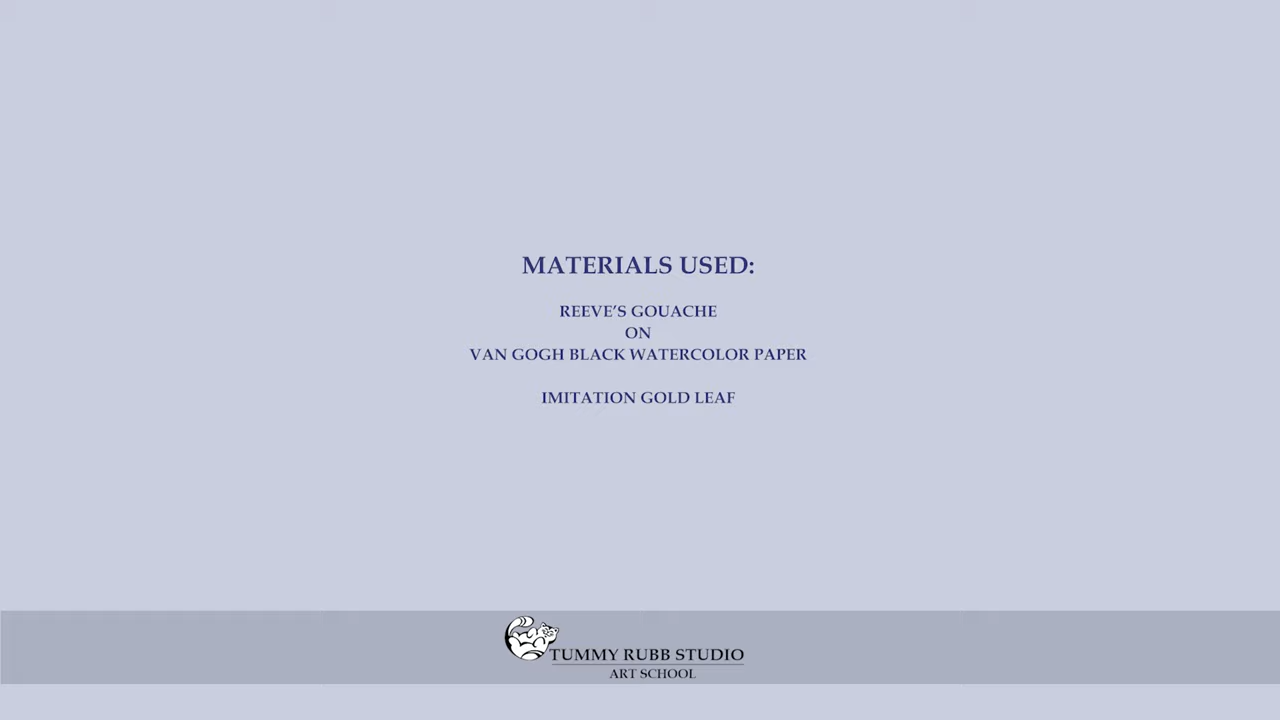 MATERIALS USED:
REEVE'S GOUACHE
ON
VAN GOGH BLACK WATERCOLOR PAPER
IMITATION GOLD LEAF
TUMMY RUBB STUDIO
ART SCHOOL